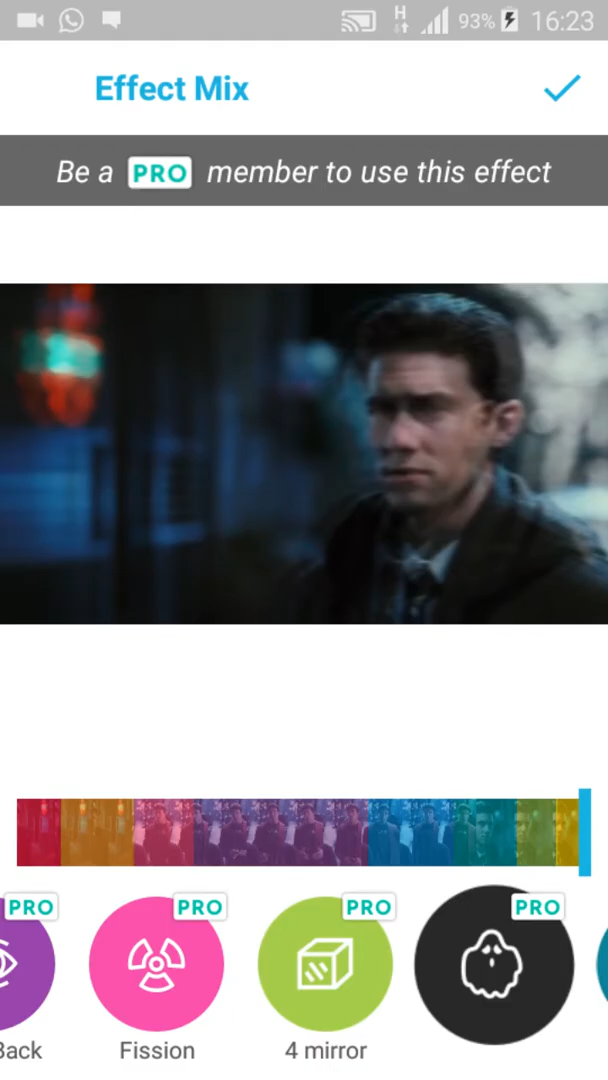 H 93% 16:23
Effect Mix
Be a PRO member to use this effect
PRO PRO PRO PRO
Back Fission 4 mirror